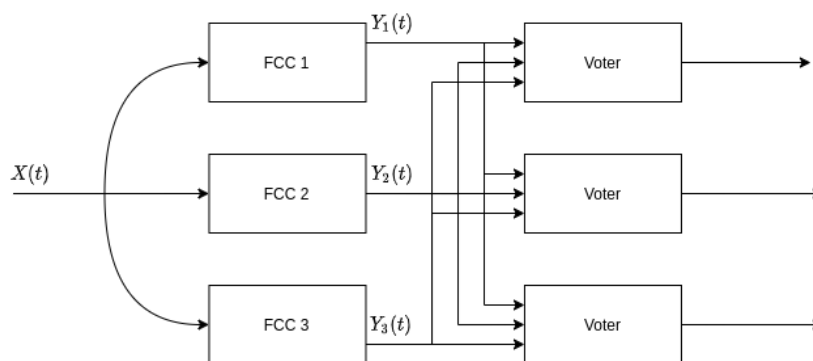 Y₁(t)
FCC 1
Voter
X(t)
Y₂(t)
FCC 2
Voter
Y₃(t)
FCC 3
Voter